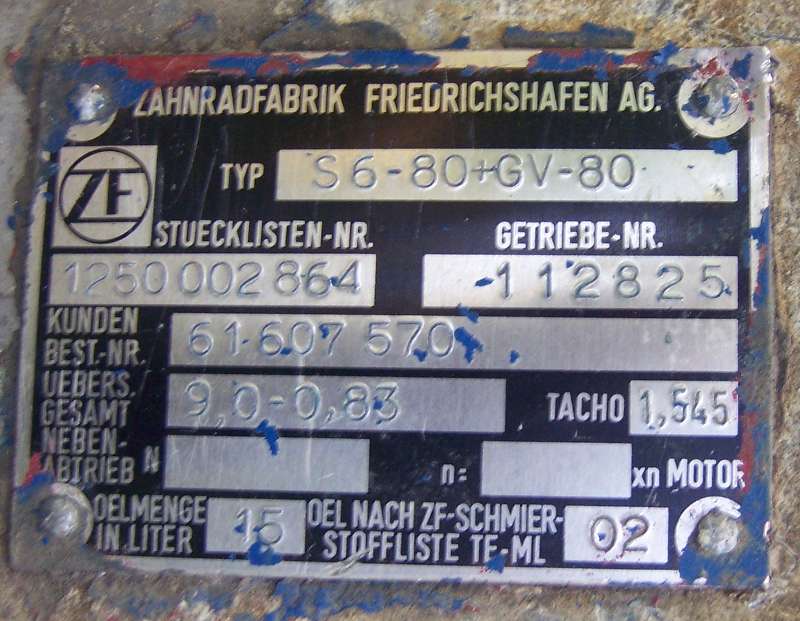 ZAHNRADFABRIK FRIEDRICHSHAFEN AG.
ZF
TYP S6-80+GV-80
STUECKLISTEN-NR. GETRIEBE-NR.
1250 002 864 112825
KUNDEN
BEST.-NR. 61 607 570
UEBERS.
GESAMT 9,0-0,83 TACHO 1,545
NEBEN-
ABTRIEB N n= xn MOTOR
OELMENGE
IN LITER 15
OEL NACH ZF-SCHMIER-
STOFFLISTE TE-ML 02